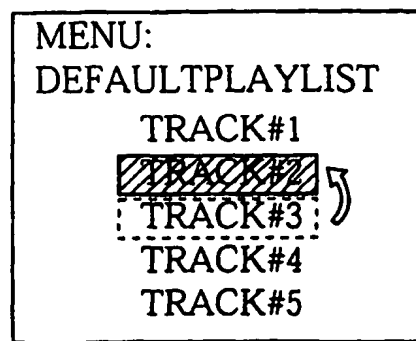 MENU:
DEFAULTPLAYLIST
TRACK#1
TRACK#2
TRACK#3
TRACK#4
TRACK#5